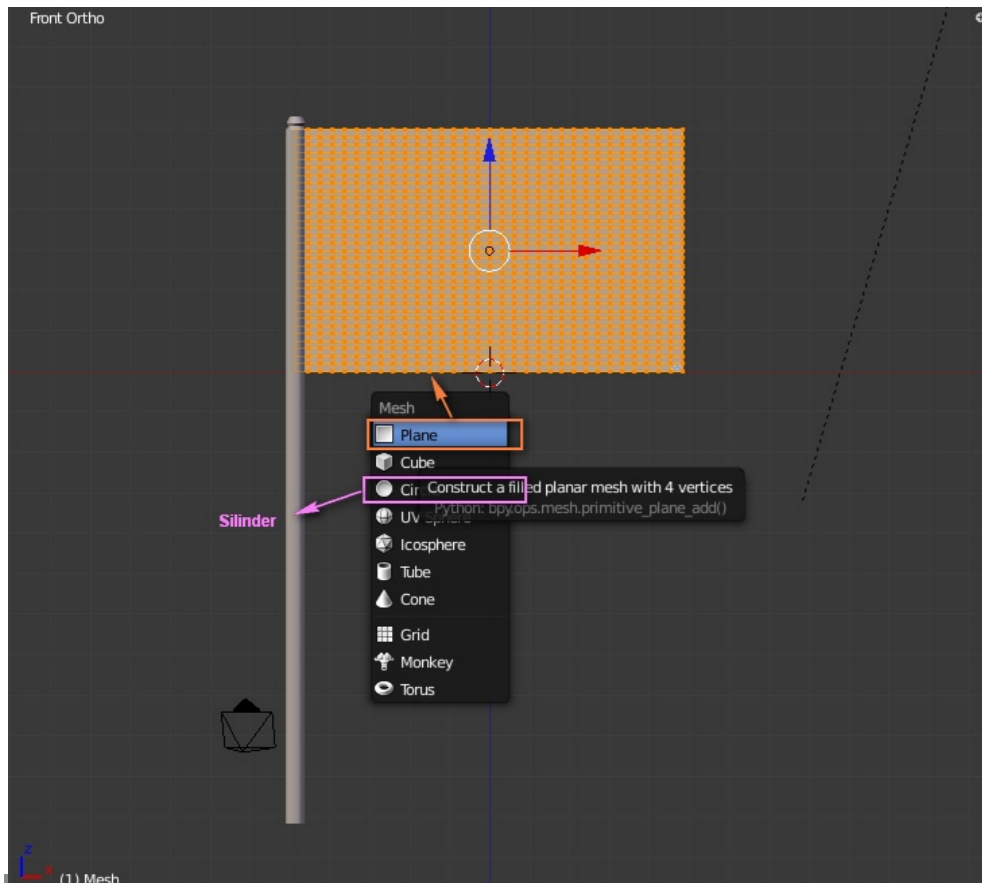 Front Ortho
Mesh
Plane
Cube
Construct a filled planar mesh with 4 vertices
Python: bpy.ops.mesh.primitive_plane_add()
Silinder
UV Sphere
Icosphere
Tube
Cone
Grid
Monkey
Torus
z
x
(1) Mesh